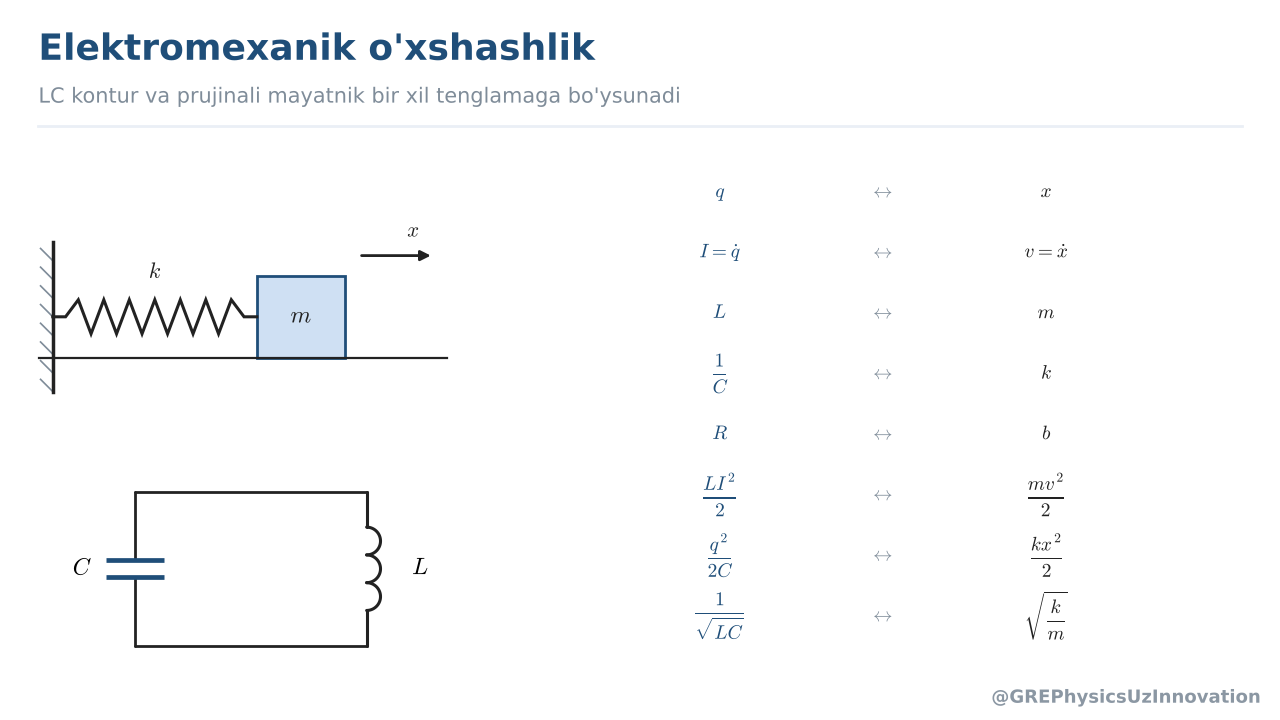 Elektromexanik o'xshashlik
LC kontur va prujinali mayatnik bir xil tenglamaga bo'ysunadi
x
k
m
C
L
q ↔ x
I = q̇ ↔ v = ẋ
L ↔ m
1/C ↔ k
R ↔ b
LI²/2 ↔ mv²/2
q²/2C ↔ kx²/2
1/√LC ↔ √k/m
@GREPhysicsUzInnovation